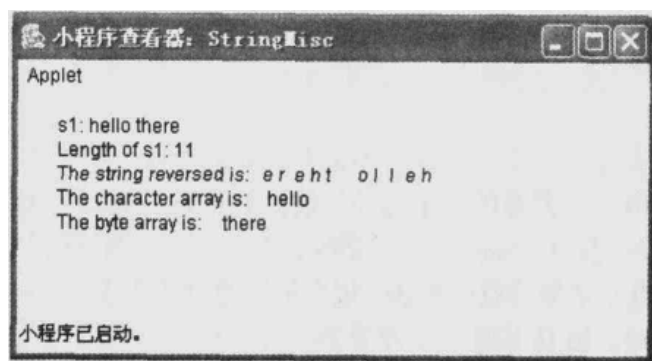 小程序查看器: StringMisc
Applet
s1: hello there
Length of s1: 11
The string reversed is: e r e h t o l l e h
The character array is: hello
The byte array is: there
小程序已启动。